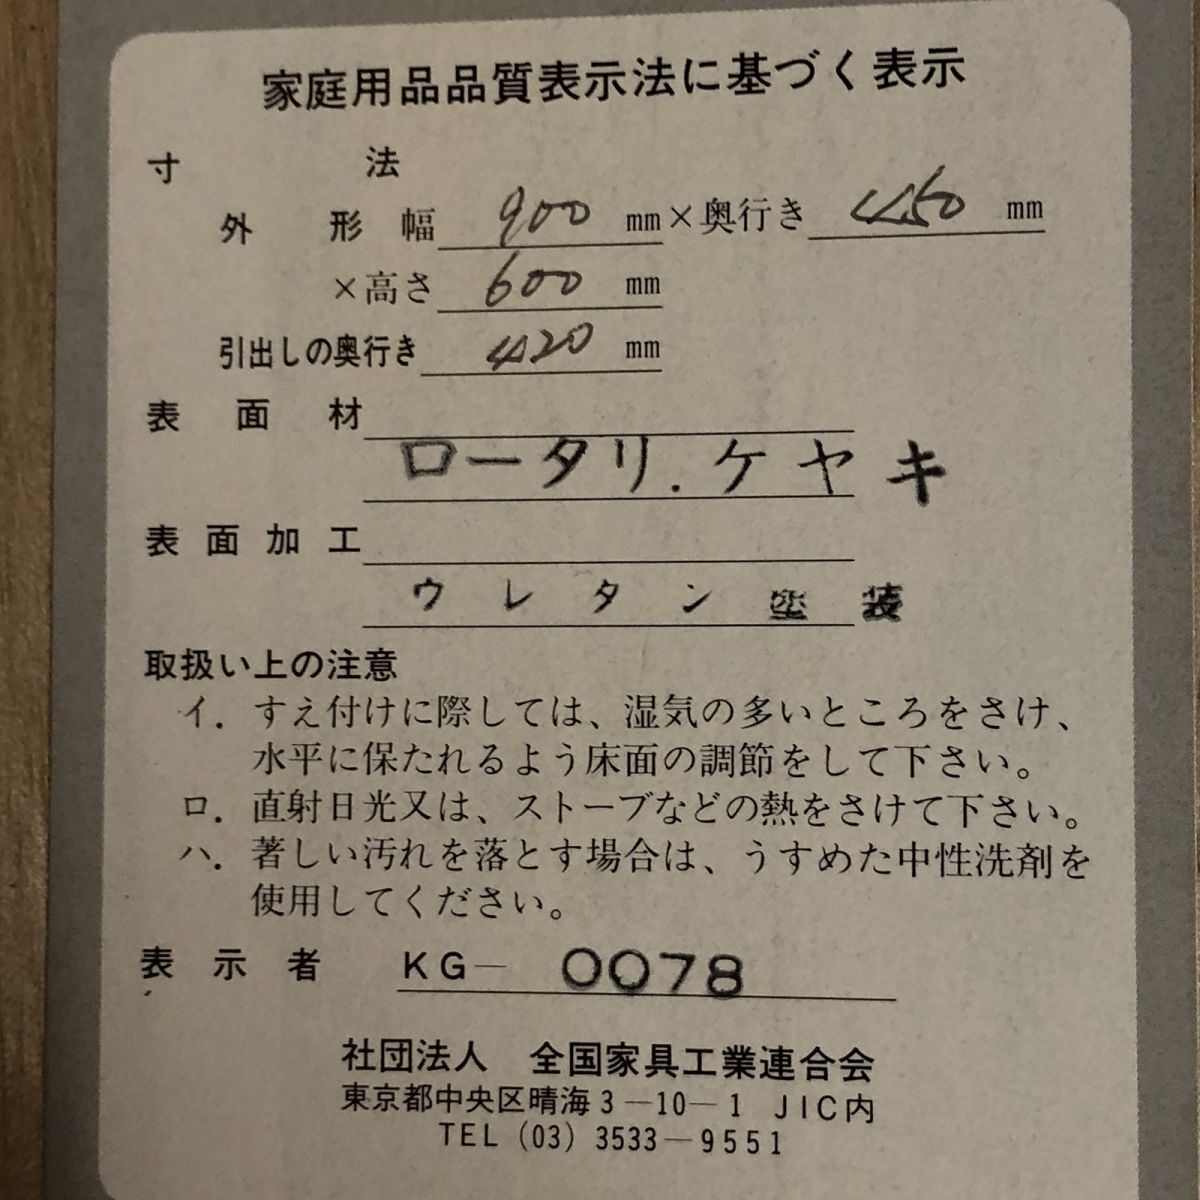 家庭用品品質表示法に基づく表示
寸法
外形 幅 900 mm×奥行き 450 mm
×高さ 600 mm
引出しの奥行き 420 mm
表面材
ロータリ.ケヤキ
表面加工
ウレタン塗装
取扱い上の注意
イ. すえ付けに際しては、湿気の多いところをさけ、
水平に保たれるよう床面の調節をして下さい。
ロ. 直射日光又は、ストーブなどの熱をさけて下さい。
ハ. 著しい汚れを落とす場合は、うすめた中性洗剤を
使用してください。
表示者 KG－0078
社団法人 全国家具工業連合会
東京都中央区晴海3－10－1 JIC内
TEL (03) 3533－9551